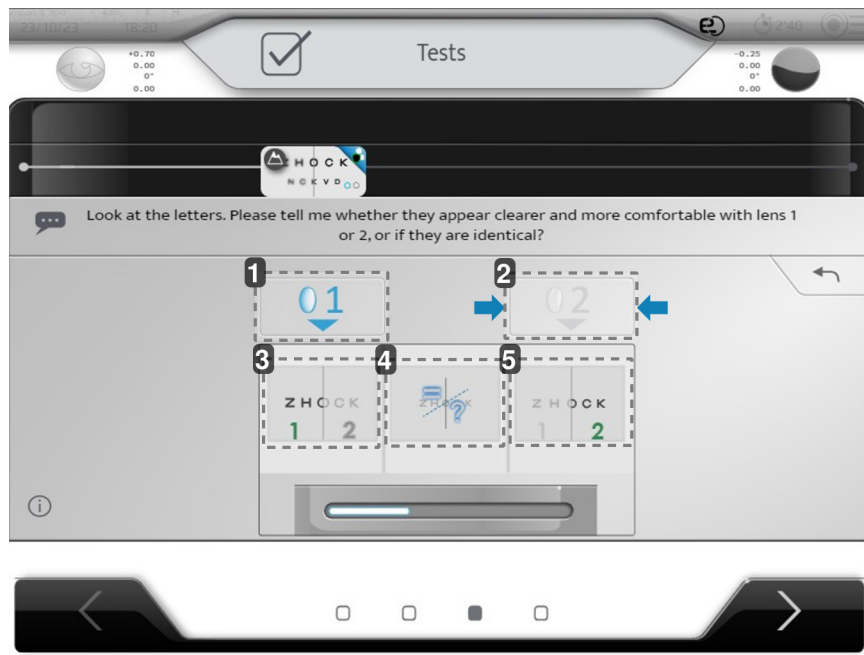 23/10/23 18:20
Tests
2'40
+0.70
0.00
0°
0.00
-0.25
0.00
0°
0.00
ZHOCK
NCKVD
Look at the letters. Please tell me whether they appear clearer and more comfortable with lens 1
or 2, or if they are identical?
1
2
01
02
3
4
5
ZHOCK
1 2
ZHOCK
= ?
ZHOCK
1 2